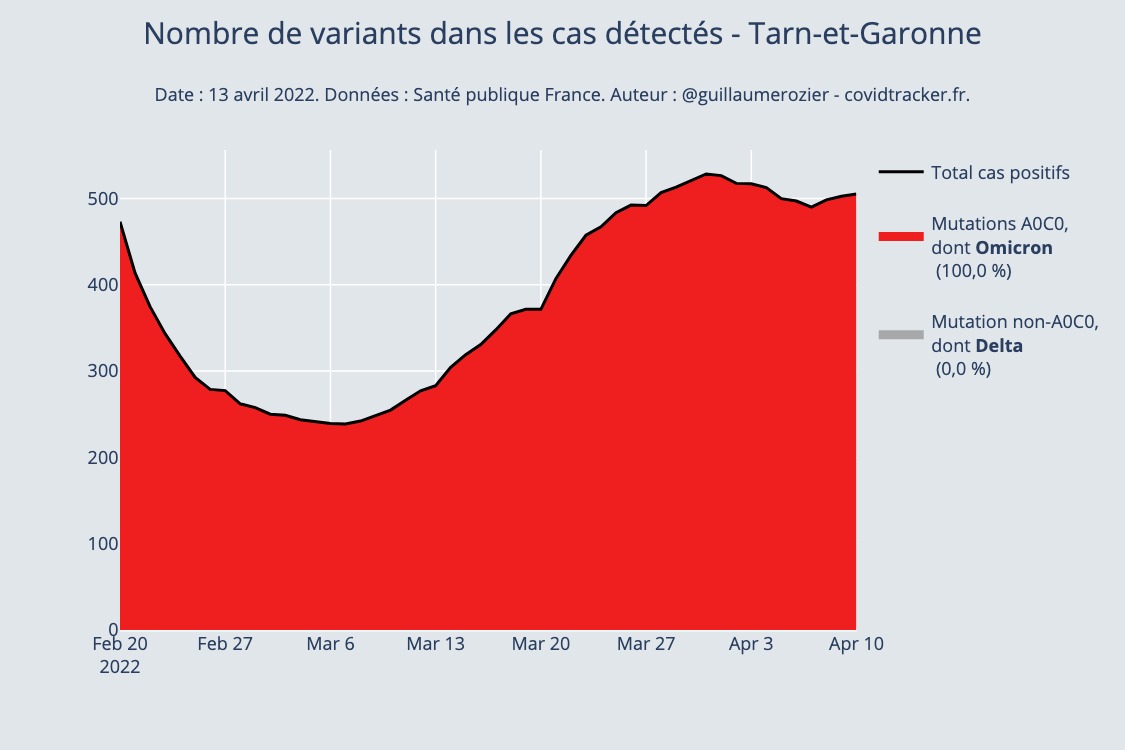 Nombre de variants dans les cas détectés - Tarn-et-Garonne
Date : 13 avril 2022. Données : Santé publique France. Auteur : @guillaumerozier - covidtracker.fr.
500
400
300
200
100
0
Feb 20
2022
Feb 27
Mar 6
Mar 13
Mar 20
Mar 27
Apr 3
Apr 10
Total cas positifs
Mutations A0C0,
dont Omicron
(100,0 %)
Mutation non-A0C0,
dont Delta
(0,0 %)